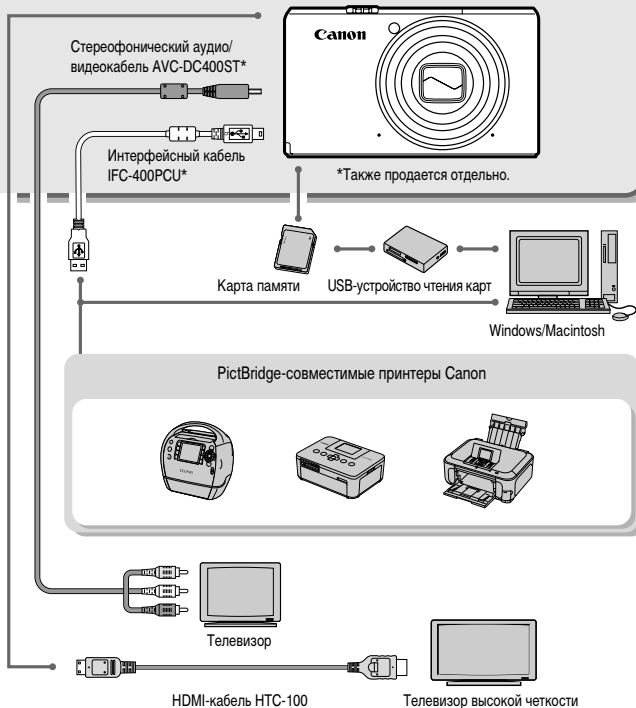 Canon
Стереофонический аудио/
видеокабель AVC-DC400ST*
Интерфейсный кабель
IFC-400PCU*
*Также продается отдельно.
Карта памяти
USB-устройство чтения карт
Windows/Macintosh
PictBridge-совместимые принтеры Canon
SELPHY
Телевизор
HDMI-кабель HTC-100
Телевизор высокой четкости